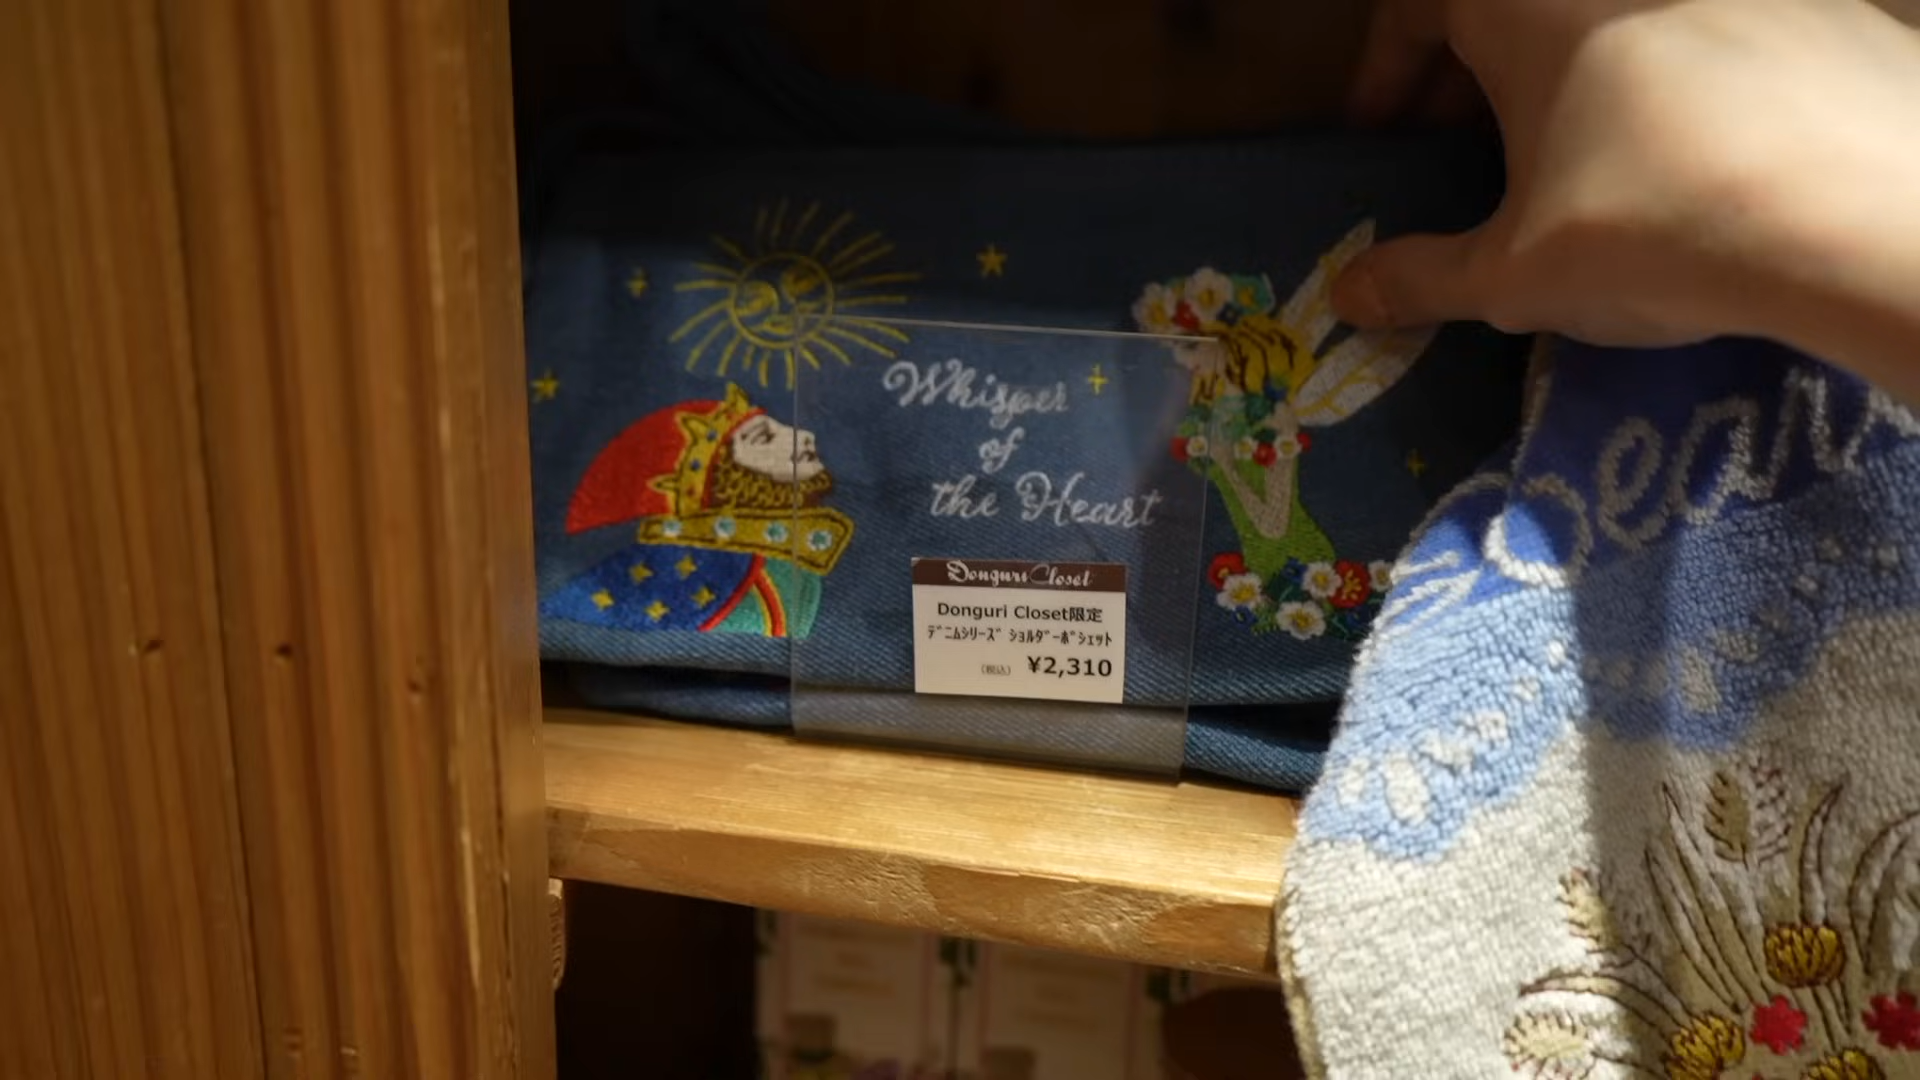 Whisper
of
the Heart
Donguri Closet
Donguri Closet限定
ﾃﾞﾆﾑｼﾘｰｽﾞ ｼｮﾙﾀﾞｰﾎﾟｼｪｯﾄ
(税込) ¥2,310